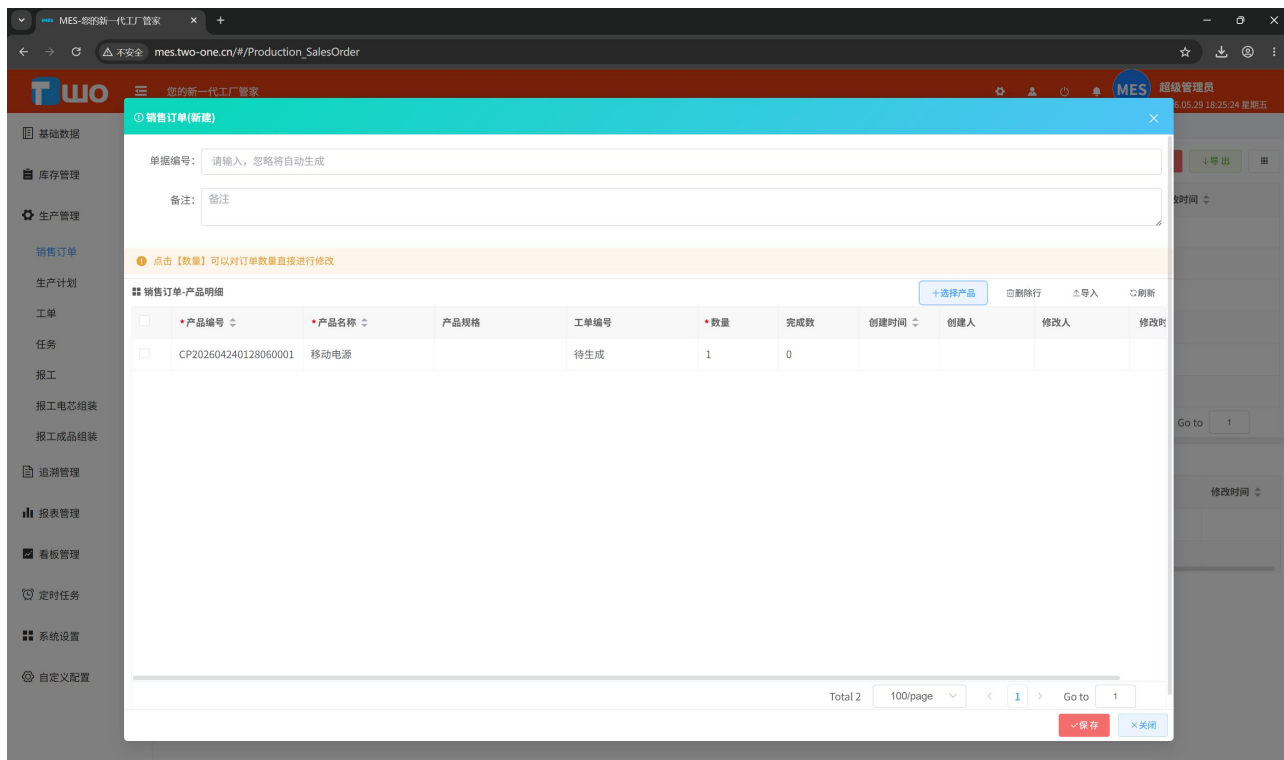 MES-您的新一代工厂管家
不安全 mes.two-one.cn/#/Production_SalesOrder
TWO 您的新一代工厂管家 MES 超级管理员
6.05.29 18:25:24 星期五
基础数据
库存管理
生产管理
销售订单
生产计划
工单
任务
报工
报工电芯组装
报工成品组装
追溯管理
报表管理
看板管理
定时任务
系统设置
自定义配置
销售订单(新建)
单据编号: 请输入，忽略将自动生成
备注: 备注
点击【数量】可以对订单数量直接进行修改
销售订单-产品明细 选择产品 删除行 导入 刷新
*产品编号 *产品名称 产品规格 工单编号 *数量 完成数 创建时间 创建人 修改人 修改时
CP202604240128060001 移动电源 待生成 1 0
Total 2 100/page 1 Go to 1
保存 关闭
导出
时间
Go to 1
修改时间